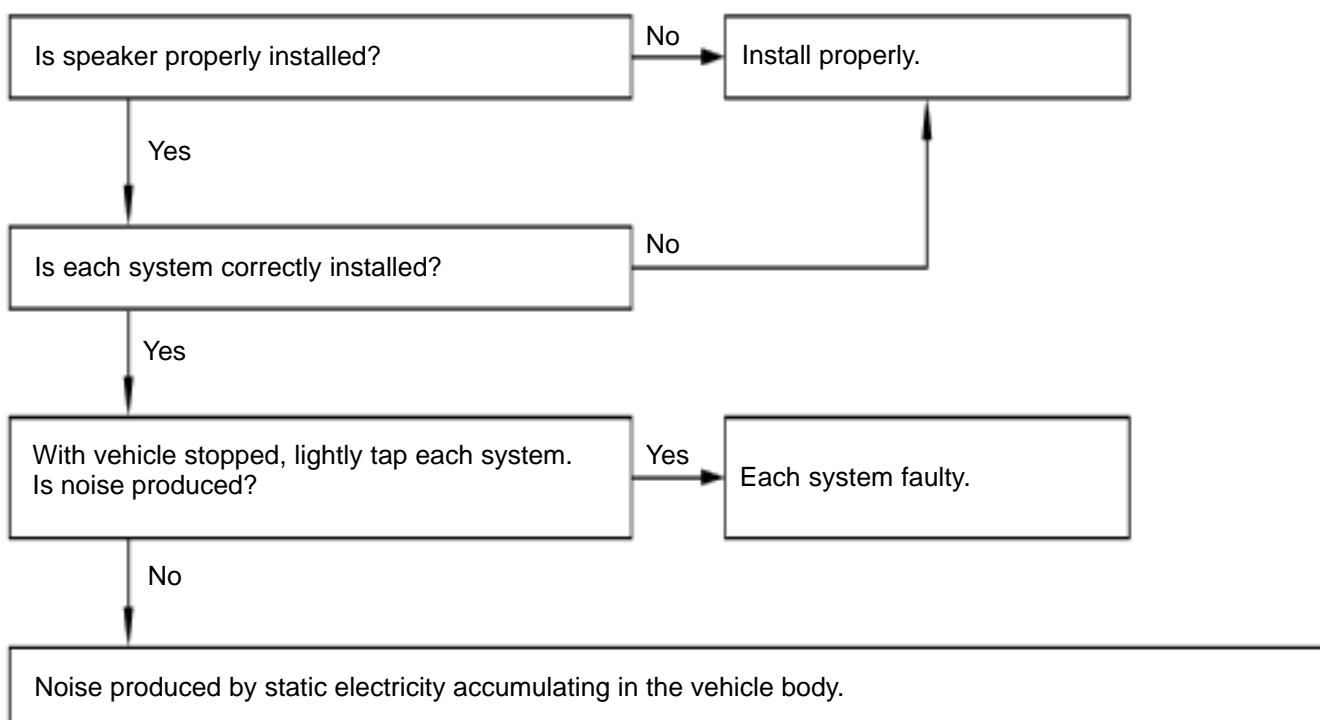 Is speaker properly installed?
No
Install properly.
Yes
Is each system correctly installed?
No
Yes
With vehicle stopped, lightly tap each system.
Is noise produced?
Yes
Each system faulty.
No
Noise produced by static electricity accumulating in the vehicle body.